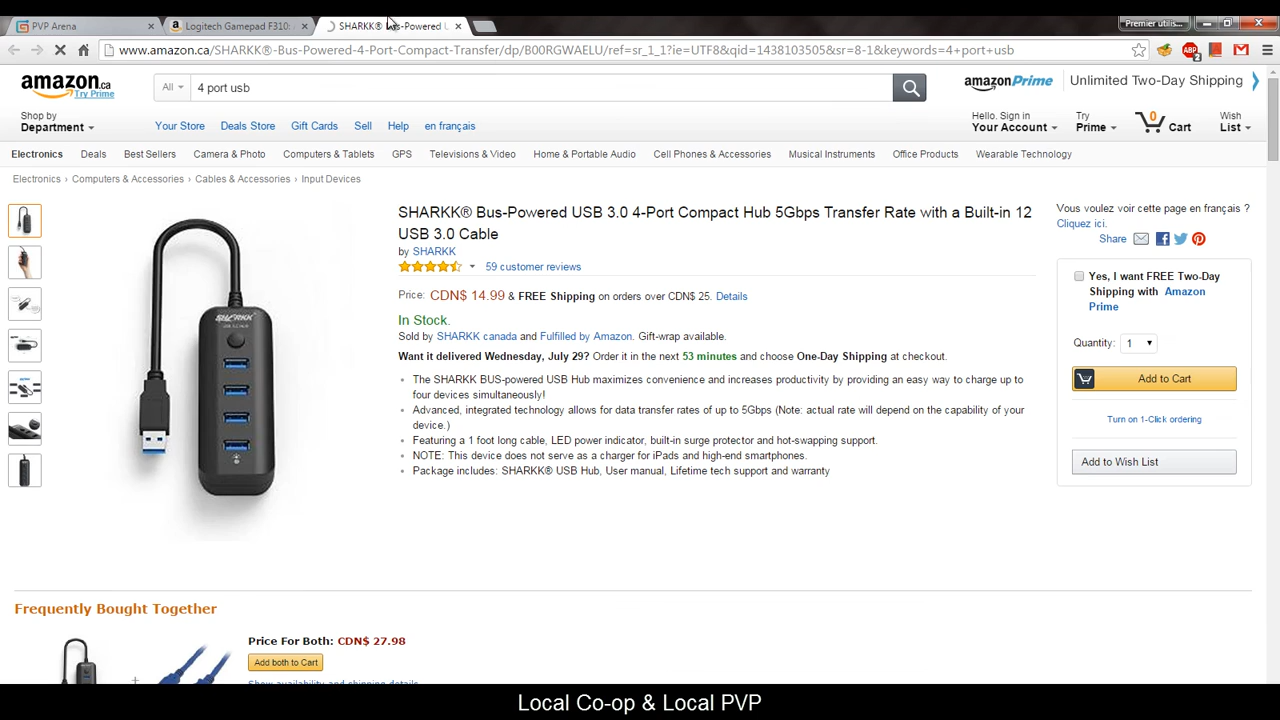 PVP Arena
Logitech Gamepad F310
SHARKK® Bus-Powered U
Premier utilis...
www.amazon.ca/SHARKK®-Bus-Powered-4-Port-Compact-Transfer/dp/B00RGWAELU/ref=sr_1_1?ie=UTF8&qid=1438103505&sr=8-1&keywords=4+port+usb
ABP
2
amazon.ca
Try Prime
All
4 port usb
amazonPrime
Unlimited Two-Day Shipping
Shop by
Department
Your Store
Deals Store
Gift Cards
Sell
Help
en français
Hello. Sign in
Your Account
Try
Prime
0
Cart
Wish
List
Electronics
Deals
Best Sellers
Camera & Photo
Computers & Tablets
GPS
Televisions & Video
Home & Portable Audio
Cell Phones & Accessories
Musical Instruments
Office Products
Wearable Technology
Electronics › Computers & Accessories › Cables & Accessories › Input Devices
SHARKK® Bus-Powered USB 3.0 4-Port Compact Hub 5Gbps Transfer Rate with a Built-in 12
USB 3.0 Cable
by SHARKK
59 customer reviews
Price: CDN$ 14.99 & FREE Shipping on orders over CDN$ 25. Details
In Stock.
Sold by SHARKK canada and Fulfilled by Amazon. Gift-wrap available.
Want it delivered Wednesday, July 29? Order it in the next 53 minutes and choose One-Day Shipping at checkout.
• The SHARKK BUS-powered USB Hub maximizes convenience and increases productivity by providing an easy way to charge up to
four devices simultaneously!
• Advanced, integrated technology allows for data transfer rates of up to 5Gbps (Note: actual rate will depend on the capability of your
device.)
• Featuring a 1 foot long cable, LED power indicator, built-in surge protector and hot-swapping support.
• NOTE: This device does not serve as a charger for iPads and high-end smartphones.
• Package includes: SHARKK® USB Hub, User manual, Lifetime tech support and warranty
SHARKK
USB 3.0 HUB
Vous voulez voir cette page en français ?
Cliquez ici.
Share
Yes, I want FREE Two-Day
Shipping with Amazon
Prime
Quantity: 1
Add to Cart
Turn on 1-Click ordering
Add to Wish List
Frequently Bought Together
Price For Both: CDN$ 27.98
Add both to Cart
Show availability and shipping details
Local Co-op & Local PVP